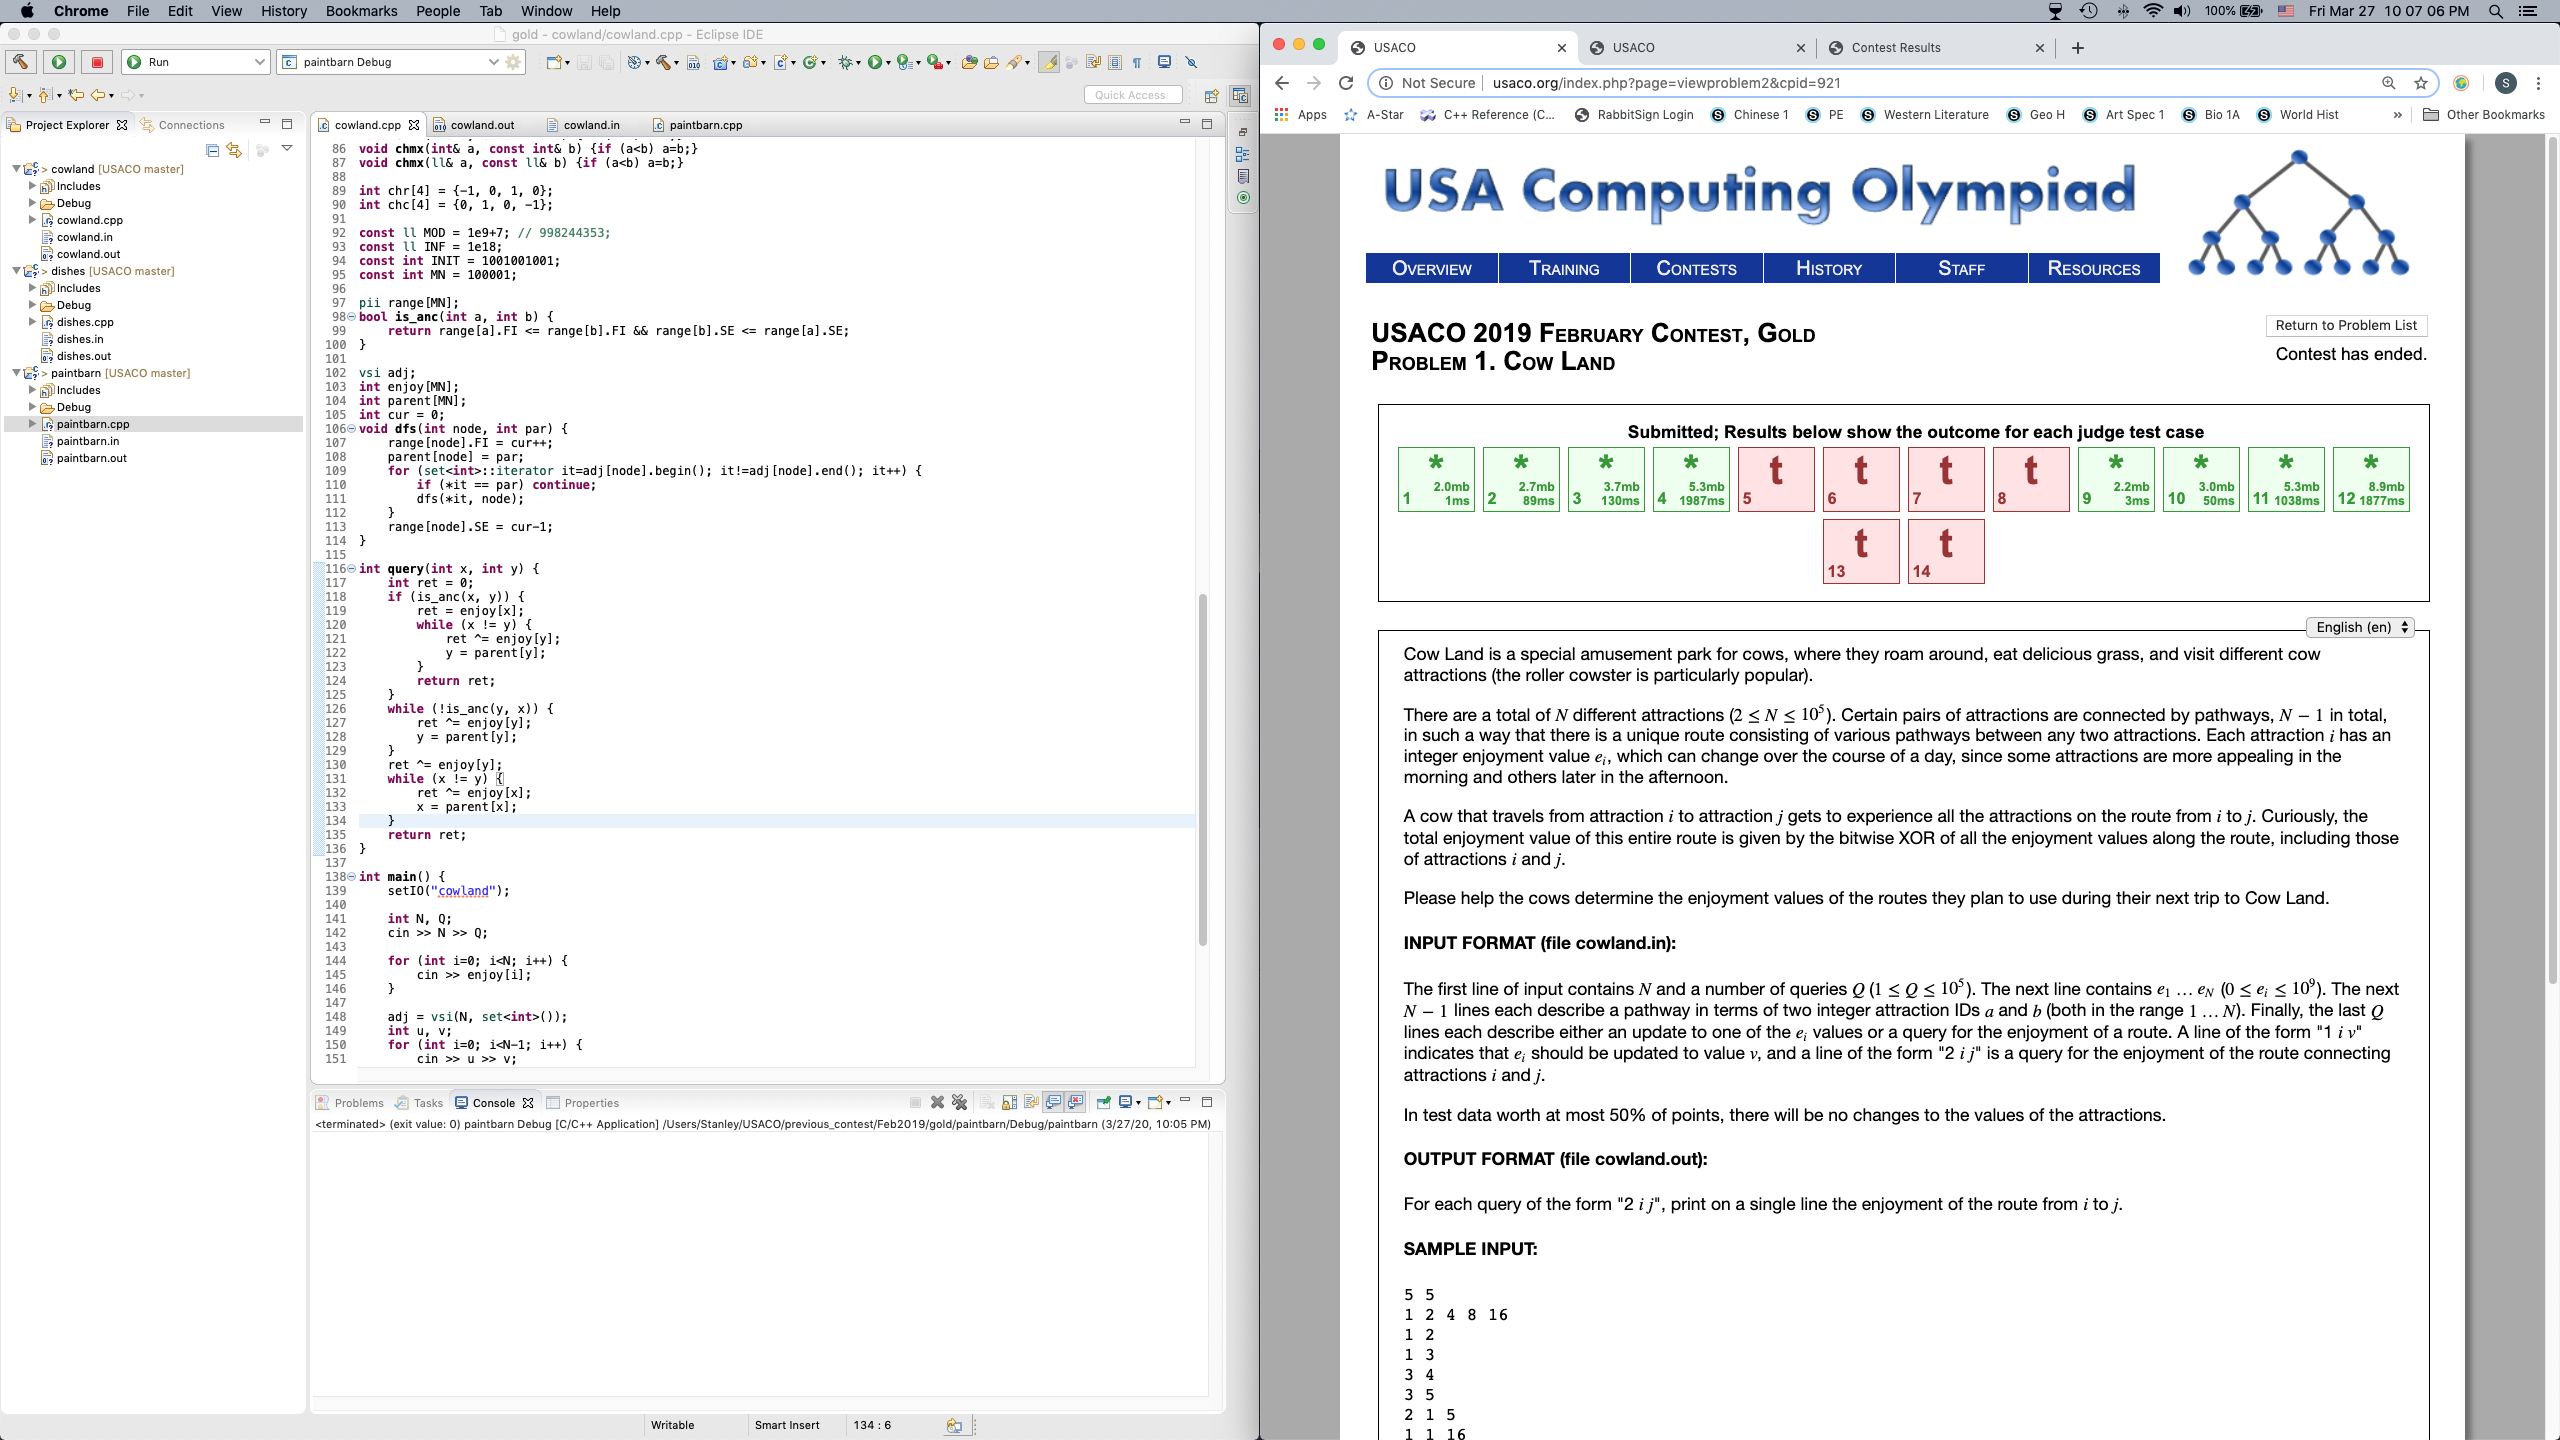 Chrome File Edit View History Bookmarks People Tab Window Help
100% Fri Mar 27 10 07 06 PM
gold - cowland/cowland.cpp - Eclipse IDE
Run
paintbarn Debug
Quick Access
Project Explorer
Connections
> cowland [USACO master]
Includes
Debug
cowland.cpp
cowland.in
cowland.out
> dishes [USACO master]
Includes
Debug
dishes.cpp
dishes.in
dishes.out
> paintbarn [USACO master]
Includes
Debug
paintbarn.cpp
paintbarn.in
paintbarn.out
cowland.cpp cowland.out cowland.in paintbarn.cpp
86 void chmx(int& a, const int& b) {if (a<b) a=b;}
87 void chmx(ll& a, const ll& b) {if (a<b) a=b;}
88
89 int chr[4] = {-1, 0, 1, 0};
90 int chc[4] = {0, 1, 0, -1};
91
92 const ll MOD = 1e9+7; // 998244353;
93 const ll INF = 1e18;
94 const int INIT = 1001001001;
95 const int MN = 100001;
96
97 pii range[MN];
98 bool is_anc(int a, int b) {
99 return range[a].FI <= range[b].FI && range[b].SE <= range[a].SE;
100 }
101
102 vsi adj;
103 int enjoy[MN];
104 int parent[MN];
105 int cur = 0;
106 void dfs(int node, int par) {
107 range[node].FI = cur++;
108 parent[node] = par;
109 for (set<int>::iterator it=adj[node].begin(); it!=adj[node].end(); it++) {
110 if (*it == par) continue;
111 dfs(*it, node);
112 }
113 range[node].SE = cur-1;
114 }
115
116 int query(int x, int y) {
117 int ret = 0;
118 if (is_anc(x, y)) {
119 ret = enjoy[x];
120 while (x != y) {
121 ret ^= enjoy[y];
122 y = parent[y];
123 }
124 return ret;
125 }
126 while (!is_anc(y, x)) {
127 ret ^= enjoy[y];
128 y = parent[y];
129 }
130 ret ^= enjoy[y];
131 while (x != y) {
132 ret ^= enjoy[x];
133 x = parent[x];
134 }
135 return ret;
136 }
137
138 int main() {
139 setIO("cowland");
140
141 int N, Q;
142 cin >> N >> Q;
143
144 for (int i=0; i<N; i++) {
145 cin >> enjoy[i];
146 }
147
148 adj = vsi(N, set<int>());
149 int u, v;
150 for (int i=0; i<N-1; i++) {
151 cin >> u >> v;
Problems Tasks Console Properties
<terminated> (exit value: 0) paintbarn Debug [C/C++ Application] /Users/Stanley/USACO/previous_contest/Feb2019/gold/paintbarn/Debug/paintbarn (3/27/20, 10:05 PM)
Writable Smart Insert 134 : 6
USACO
USACO
Contest Results
Not Secure | usaco.org/index.php?page=viewproblem2&cpid=921
S
Apps A-Star C++ Reference (C... RabbitSign Login Chinese 1 PE Western Literature Geo H Art Spec 1 Bio 1A World Hist » Other Bookmarks
USA Computing Olympiad
OVERVIEW TRAINING CONTESTS HISTORY STAFF RESOURCES
USACO 2019 FEBRUARY CONTEST, GOLD
PROBLEM 1. COW LAND
Return to Problem List
Contest has ended.
Submitted; Results below show the outcome for each judge test case
1 * 2.0mb 1ms
2 * 2.7mb 89ms
3 * 3.7mb 130ms
4 * 5.3mb 1987ms
5 t
6 t
7 t
8 t
9 * 2.2mb 3ms
10 * 3.0mb 50ms
11 * 5.3mb 1038ms
12 * 8.9mb 1877ms
13 t
14 t
English (en)
Cow Land is a special amusement park for cows, where they roam around, eat delicious grass, and visit different cow
attractions (the roller cowster is particularly popular).
There are a total of N different attractions (2 ≤ N ≤ 10⁵). Certain pairs of attractions are connected by pathways, N − 1 in total,
in such a way that there is a unique route consisting of various pathways between any two attractions. Each attraction i has an
integer enjoyment value eᵢ, which can change over the course of a day, since some attractions are more appealing in the
morning and others later in the afternoon.
A cow that travels from attraction i to attraction j gets to experience all the attractions on the route from i to j. Curiously, the
total enjoyment value of this entire route is given by the bitwise XOR of all the enjoyment values along the route, including those
of attractions i and j.
Please help the cows determine the enjoyment values of the routes they plan to use during their next trip to Cow Land.
INPUT FORMAT (file cowland.in):
The first line of input contains N and a number of queries Q (1 ≤ Q ≤ 10⁵). The next line contains e₁ … e_N (0 ≤ eᵢ ≤ 10⁹). The next
N − 1 lines each describe a pathway in terms of two integer attraction IDs a and b (both in the range 1 … N). Finally, the last Q
lines each describe either an update to one of the eᵢ values or a query for the enjoyment of a route. A line of the form "1 i v"
indicates that eᵢ should be updated to value v, and a line of the form "2 i j" is a query for the enjoyment of the route connecting
attractions i and j.
In test data worth at most 50% of points, there will be no changes to the values of the attractions.
OUTPUT FORMAT (file cowland.out):
For each query of the form "2 i j", print on a single line the enjoyment of the route from i to j.
SAMPLE INPUT:
5 5
1 2 4 8 16
1 2
1 3
3 4
3 5
2 1 5
1 1 16